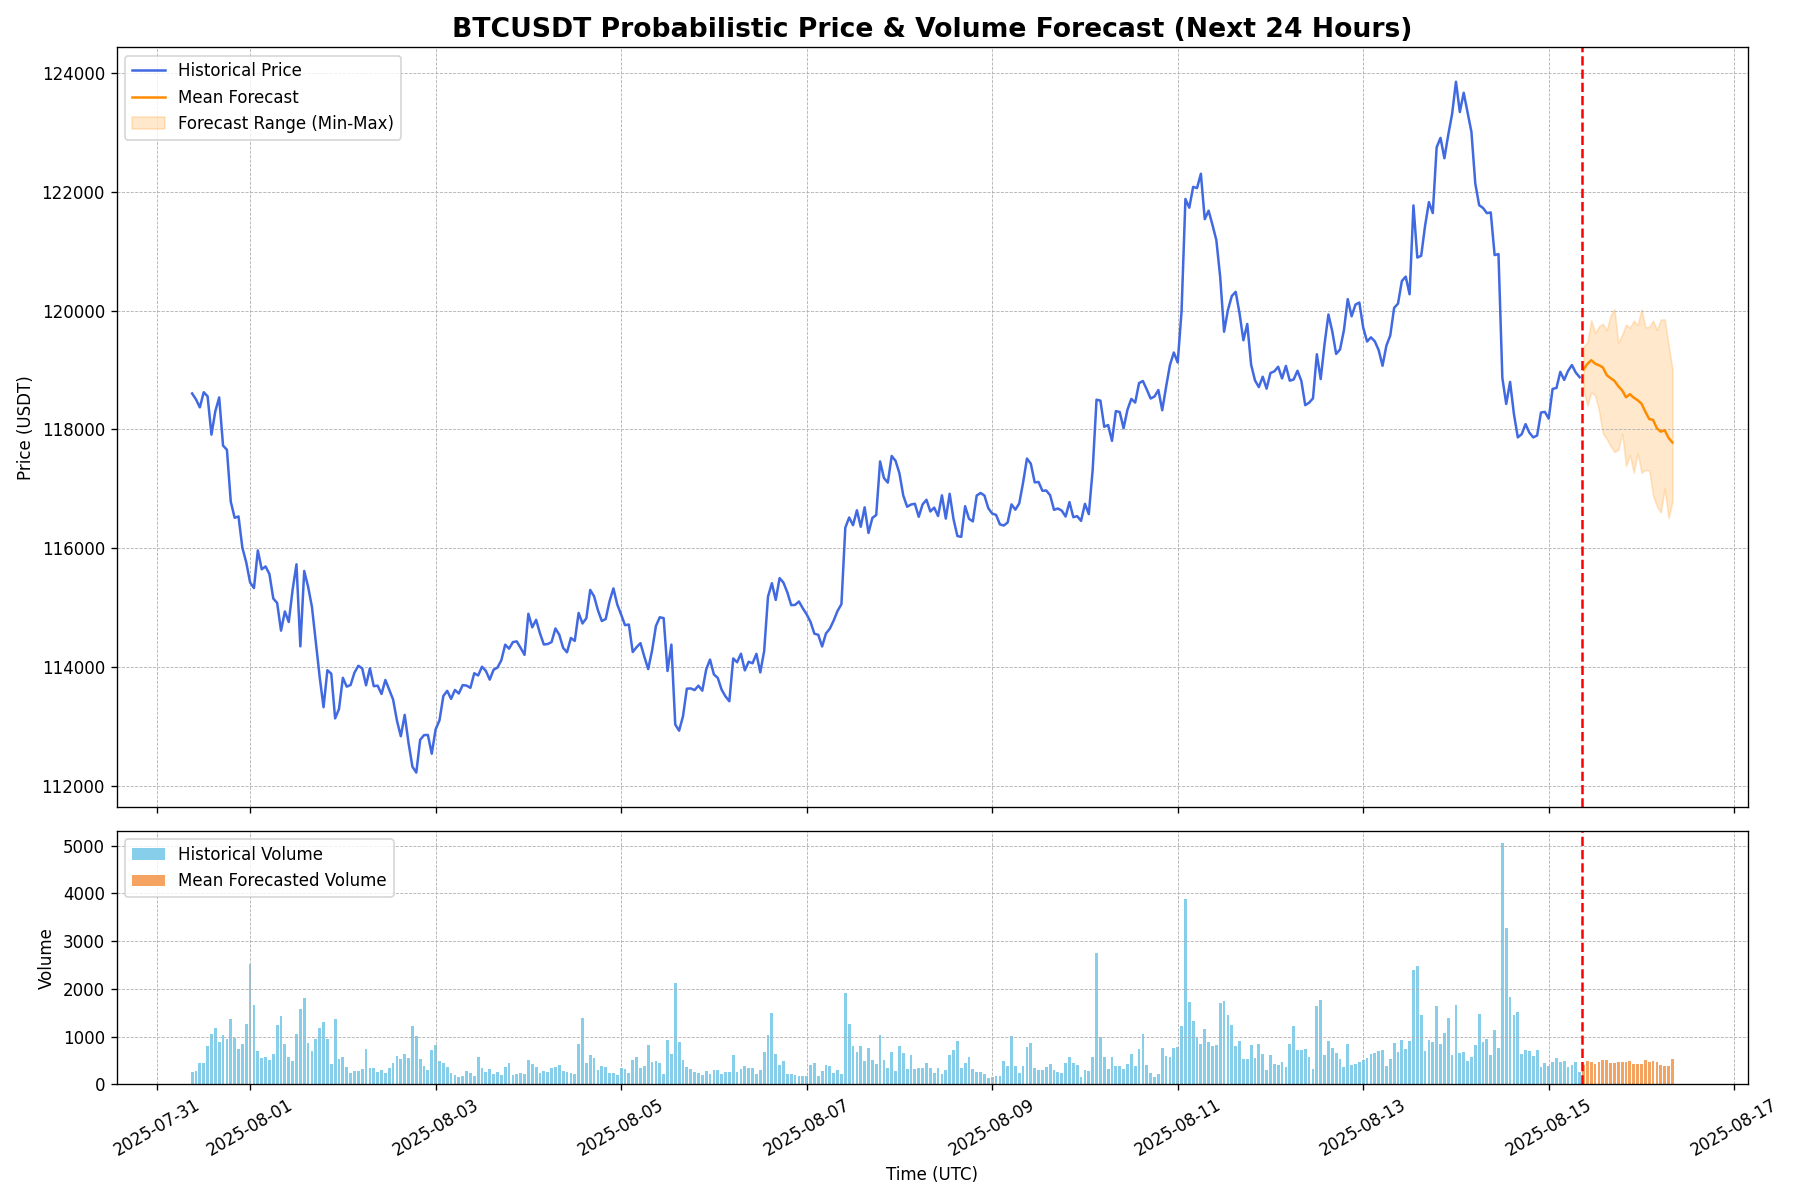 BTCUSDT Probabilistic Price & Volume Forecast (Next 24 Hours)
Historical Price
Mean Forecast
Forecast Range (Min-Max)
Price (USDT)
124000
122000
120000
118000
116000
114000
112000
Historical Volume
Mean Forecasted Volume
Volume
5000
4000
3000
2000
1000
0
2025-07-31
2025-08-01
2025-08-03
2025-08-05
2025-08-07
2025-08-09
2025-08-11
2025-08-13
2025-08-15
2025-08-17
Time (UTC)